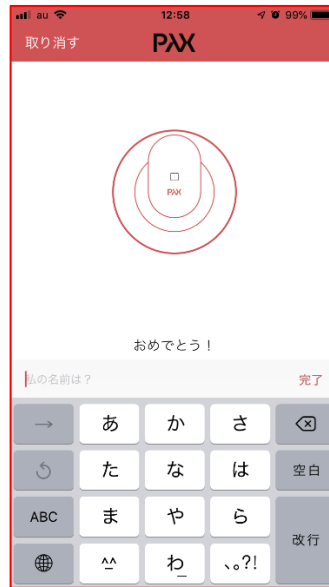 au 12:58 99%
取り消す PAX
PAX
おめでとう！
私の名前は？ 完了
→ あ か さ
た な は 空白
ABC ま や ら
^^ わ_ 、。?! 改行